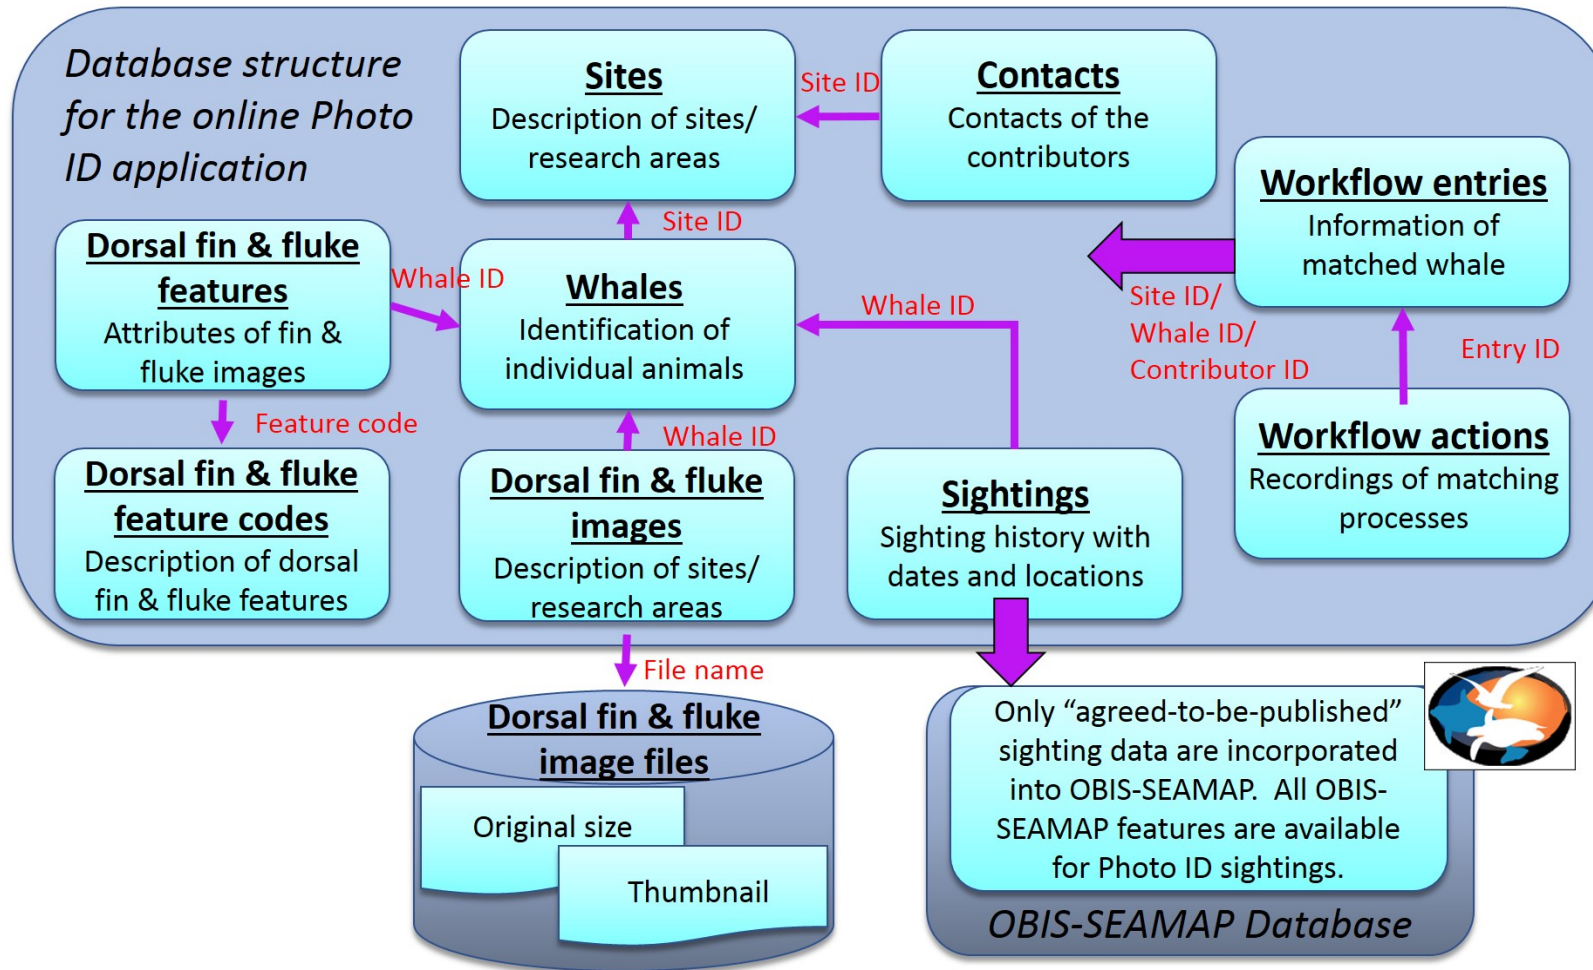 Database structure
for the online Photo
ID application
Sites
Description of sites/
research areas
Site ID
Contacts
Contacts of the
contributors
Workflow entries
Information of
matched whale
Site ID
Dorsal fin & fluke
features
Attributes of fin &
fluke images
Whale ID
Whales
Identification of
individual animals
Whale ID
Site ID/
Whale ID/
Contributor ID
Entry ID
Feature code
Whale ID
Dorsal fin & fluke
feature codes
Description of dorsal
fin & fluke features
Dorsal fin & fluke
images
Description of sites/
research areas
Sightings
Sighting history with
dates and locations
Workflow actions
Recordings of matching
processes
File name
Dorsal fin & fluke
image files
Original size
Thumbnail
Only “agreed-to-be-published”
sighting data are incorporated
into OBIS-SEAMAP.  All OBIS-
SEAMAP features are available
for Photo ID sightings.
OBIS-SEAMAP Database